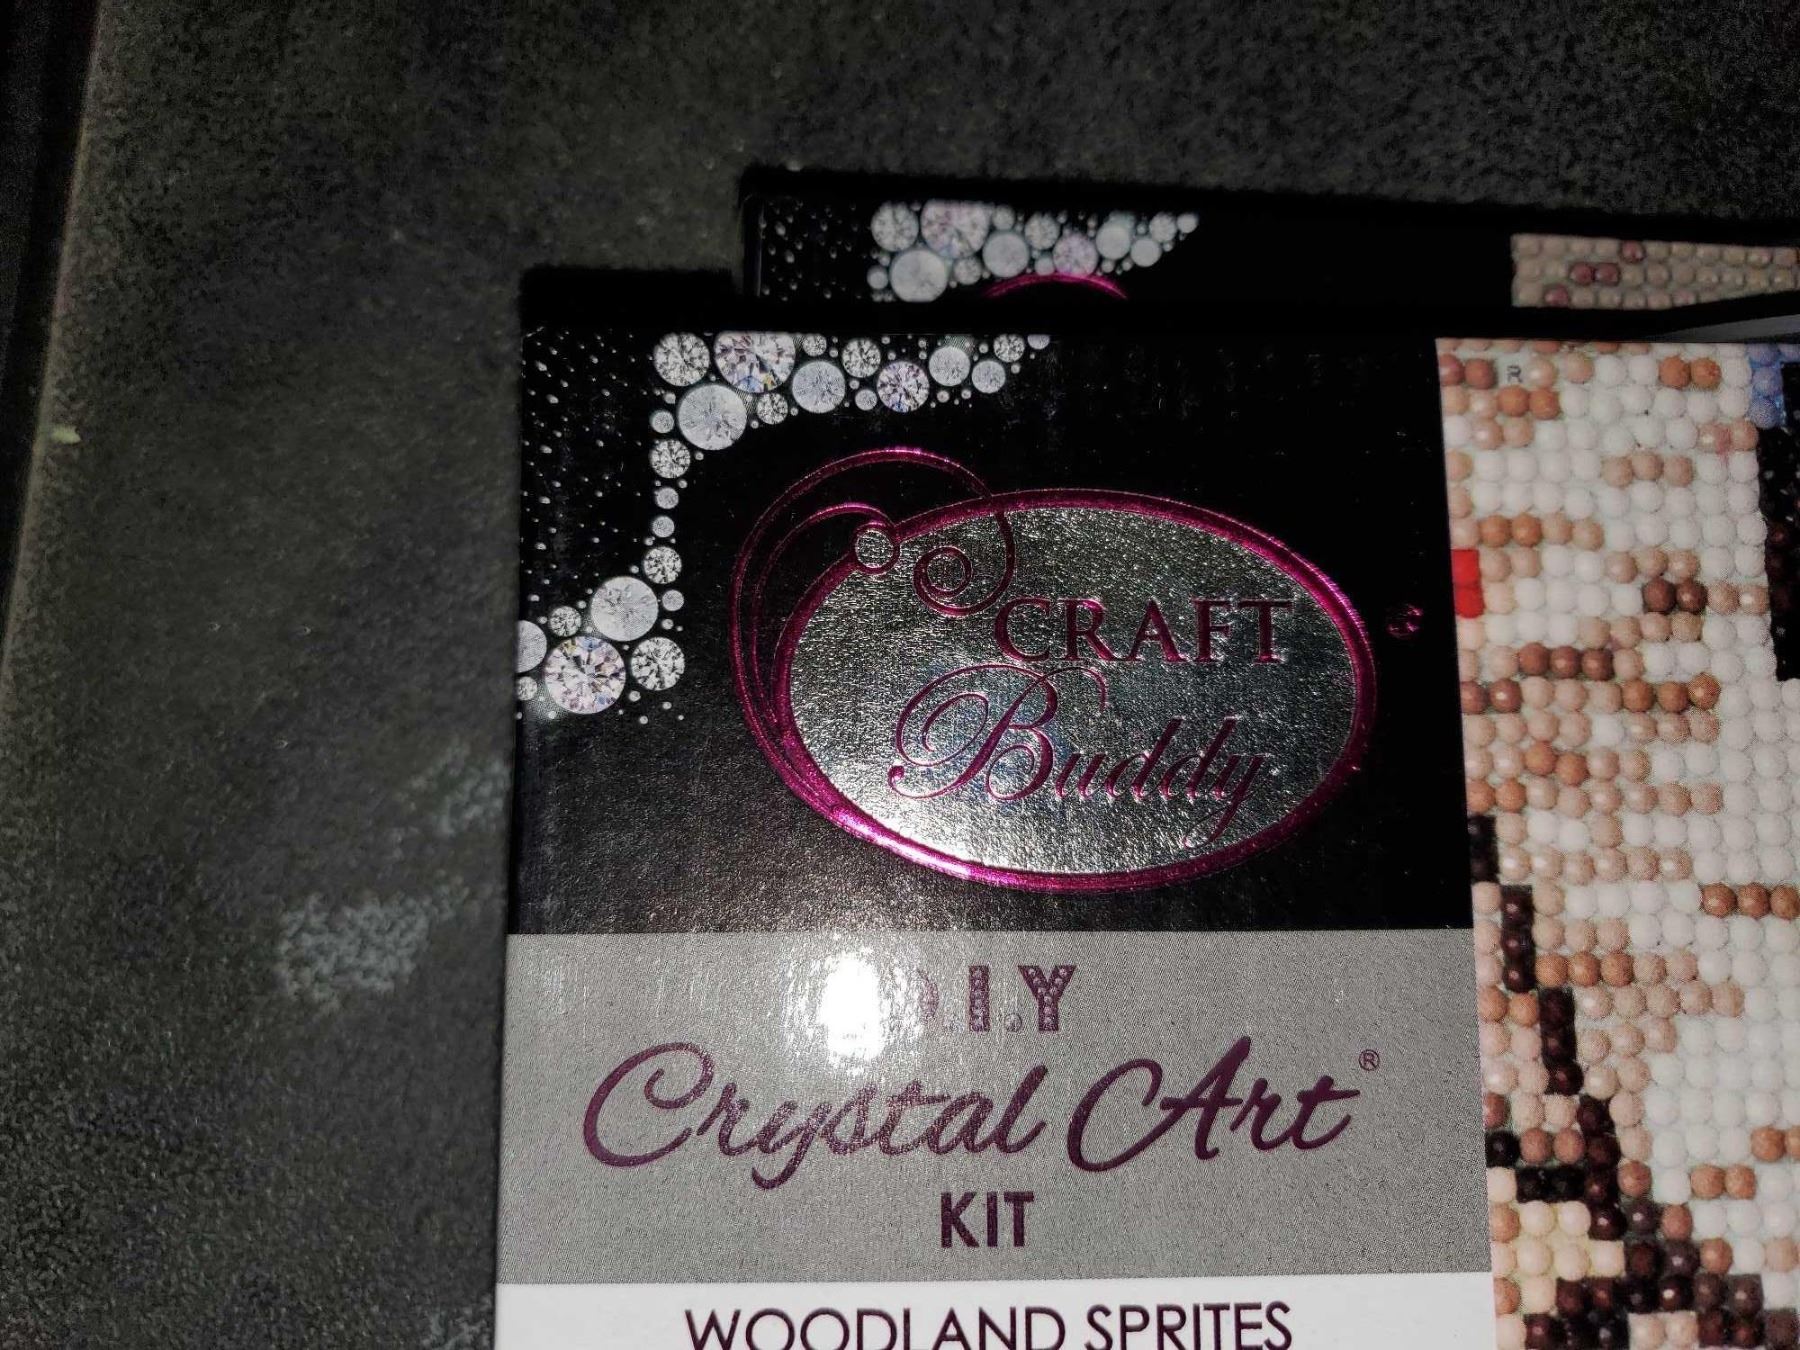 CRAFT
Buddy
D.I.Y
Crystal Art®
KIT
WOODLAND SPRITES